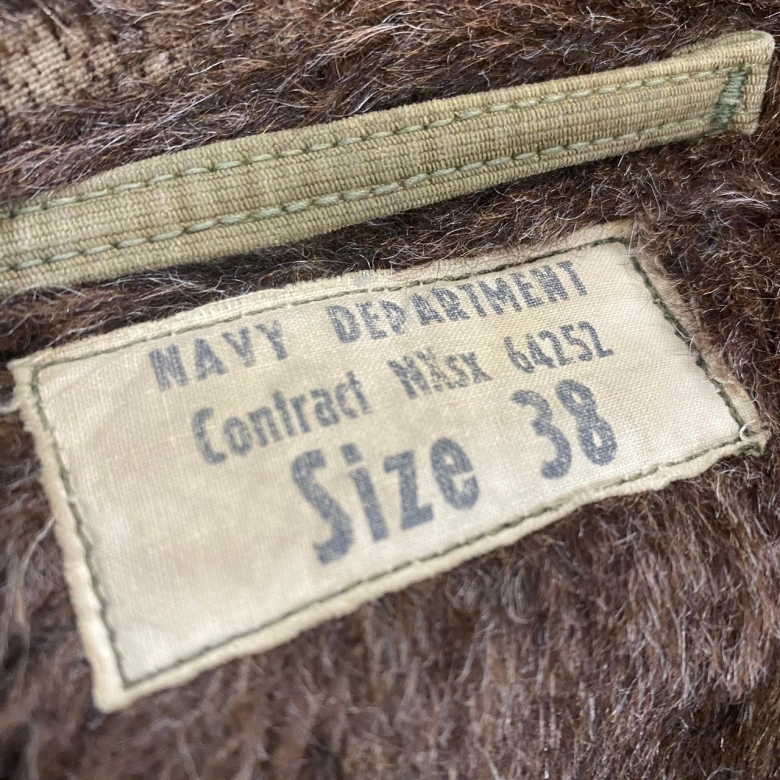 NAVY DEPARTMENT
Contract NXsx 64252
Size 38